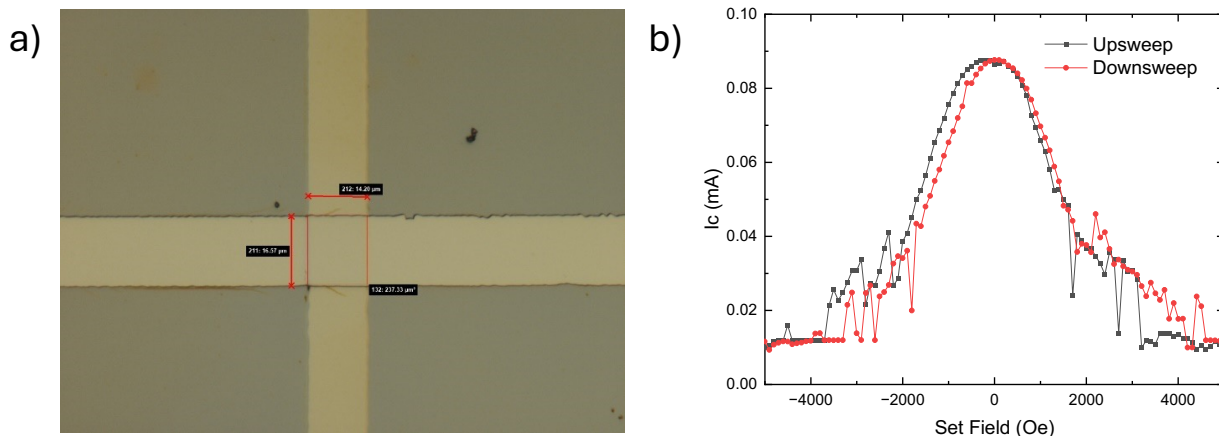 a)
212: 14.20 µm
211: 16.57 µm
132: 237.33 µm²
b)
0.10
0.08
0.06
0.04
0.02
0.00
Ic (mA)
Upsweep
Downsweep
−4000 −2000 0 2000 4000
Set Field (Oe)